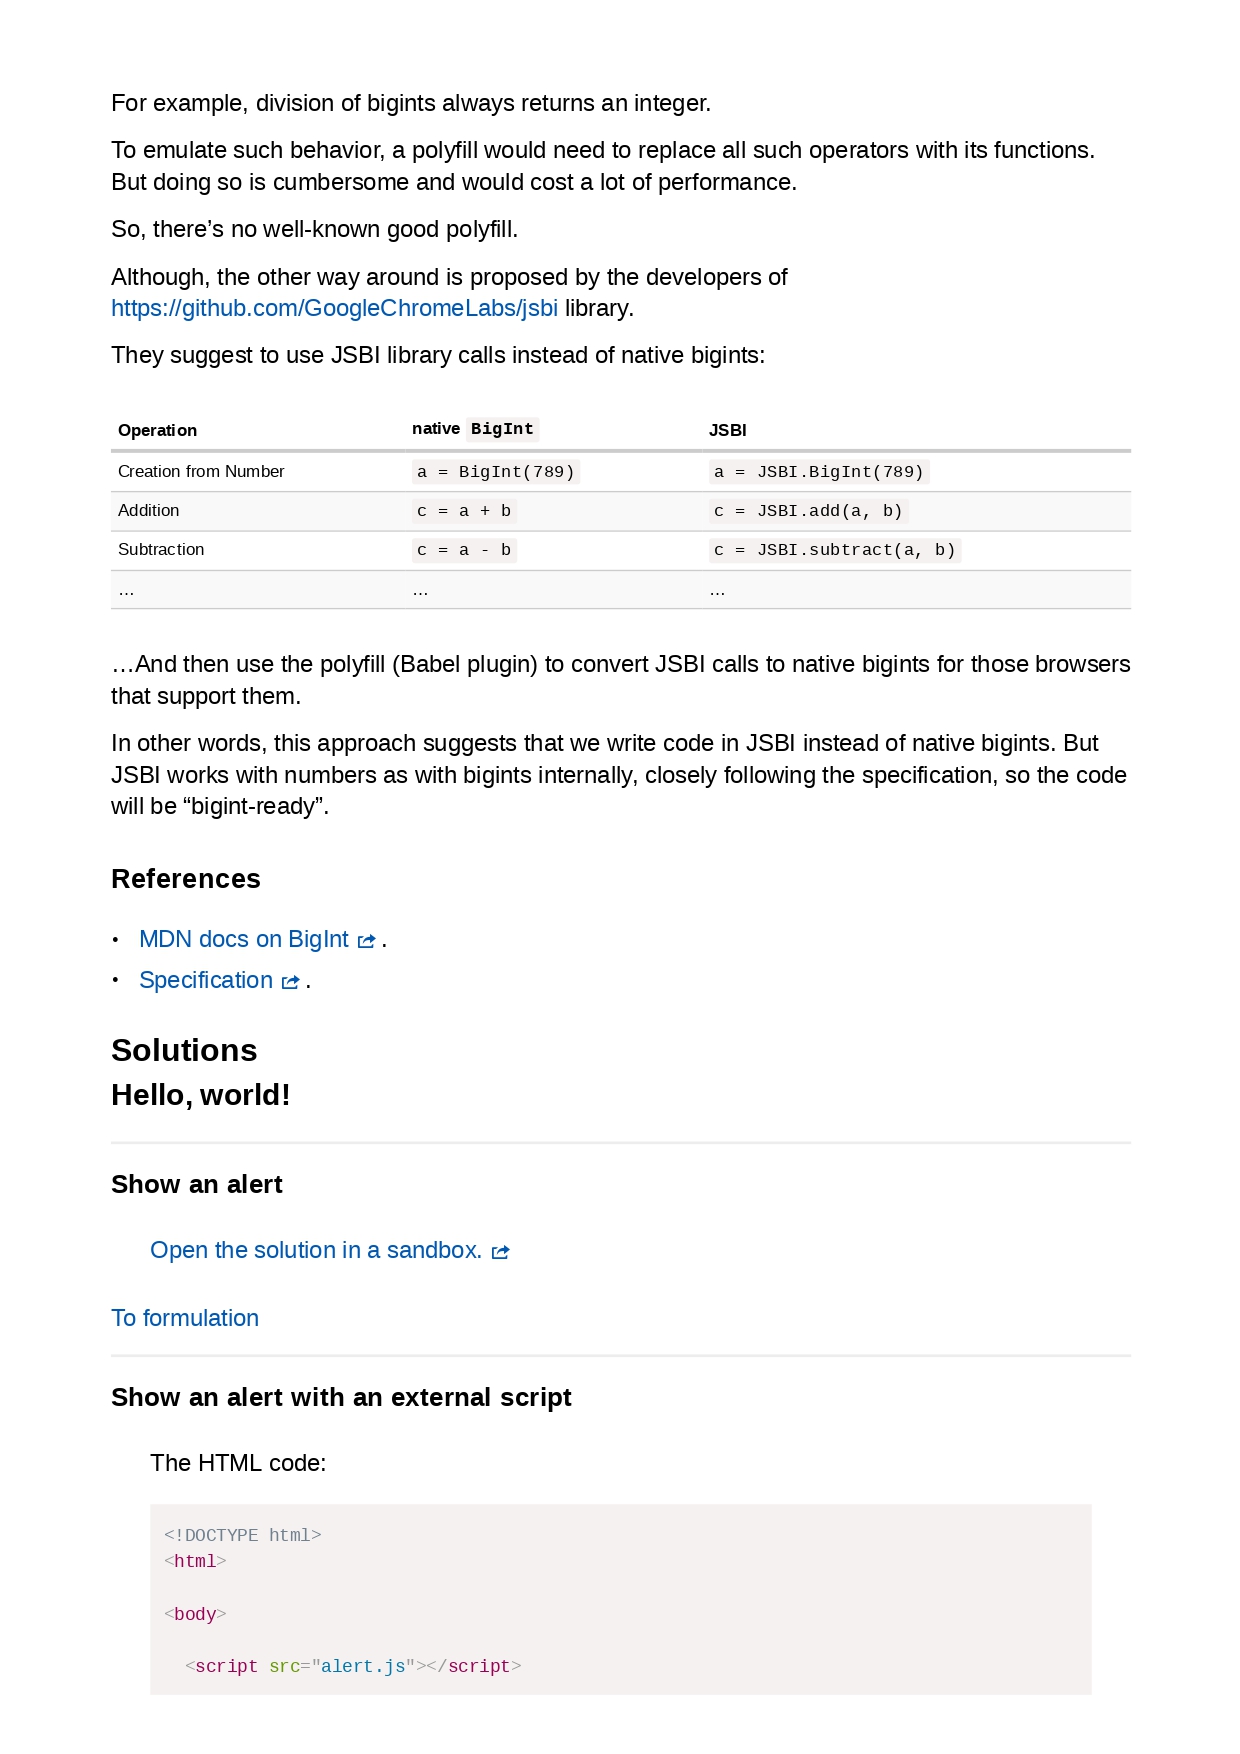 For example, division of bigints always returns an integer.
To emulate such behavior, a polyfill would need to replace all such operators with its functions.
But doing so is cumbersome and would cost a lot of performance.
So, there’s no well-known good polyfill.
Although, the other way around is proposed by the developers of
https://github.com/GoogleChromeLabs/jsbi library.
They suggest to use JSBI library calls instead of native bigints:
Operation native BigInt JSBI
Creation from Number a = BigInt(789) a = JSBI.BigInt(789)
Addition c = a + b c = JSBI.add(a, b)
Subtraction c = a - b c = JSBI.subtract(a, b)
… … …
…And then use the polyfill (Babel plugin) to convert JSBI calls to native bigints for those browsers
that support them.
In other words, this approach suggests that we write code in JSBI instead of native bigints. But
JSBI works with numbers as with bigints internally, closely following the specification, so the code
will be “bigint-ready”.
References
• MDN docs on BigInt .
• Specification .
Solutions
Hello, world!
Show an alert
Open the solution in a sandbox.
To formulation
Show an alert with an external script
The HTML code:
<!DOCTYPE html>
<html>
<body>
<script src="alert.js"></script>